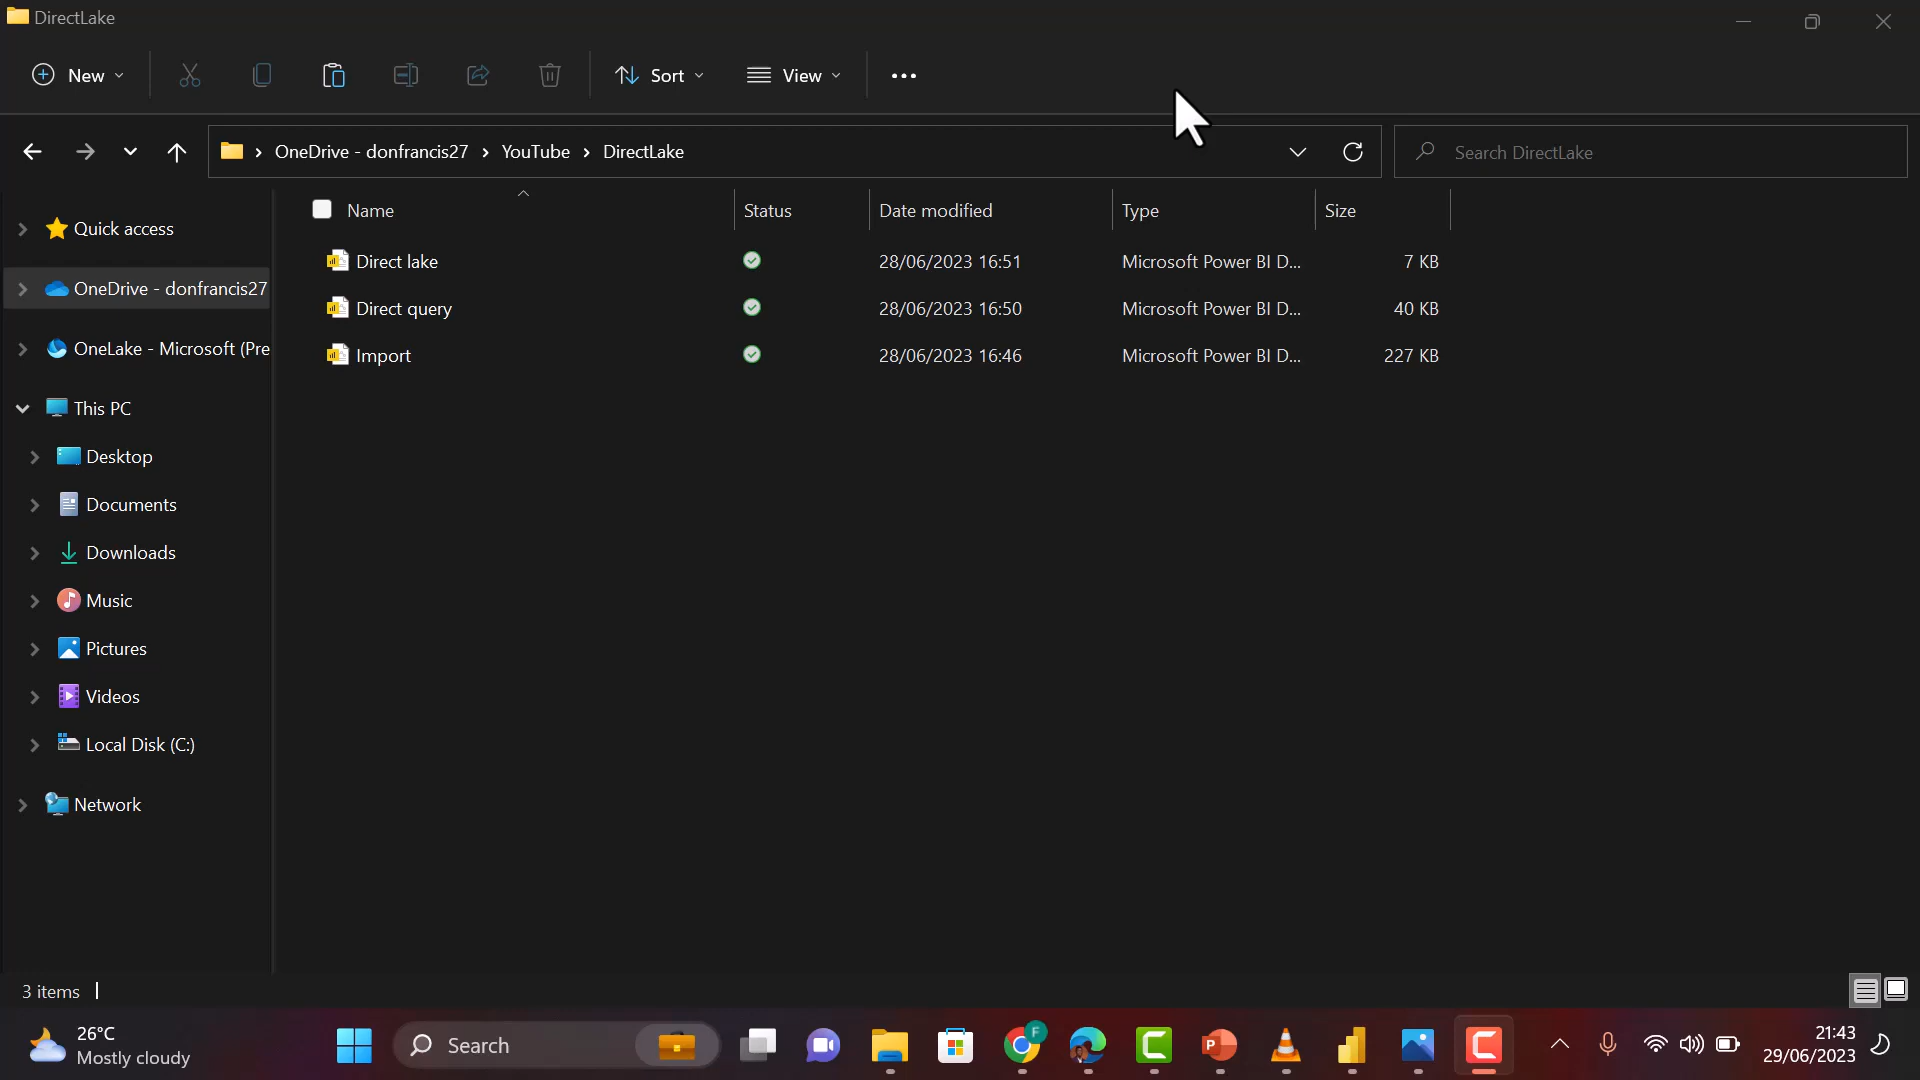 DirectLake
New
Sort
View
OneDrive - donfrancis27
YouTube
DirectLake
Search DirectLake
Name
Status
Date modified
Type
Size
Direct lake
28/06/2023 16:51
Microsoft Power BI D...
7 KB
Direct query
28/06/2023 16:50
Microsoft Power BI D...
40 KB
Import
28/06/2023 16:46
Microsoft Power BI D...
227 KB
Quick access
OneDrive - donfrancis27
OneLake - Microsoft (Pre
This PC
Desktop
Documents
Downloads
Music
Pictures
Videos
Local Disk (C:)
Network
3 items
26°C
Mostly cloudy
Search
F
P
21:43
29/06/2023